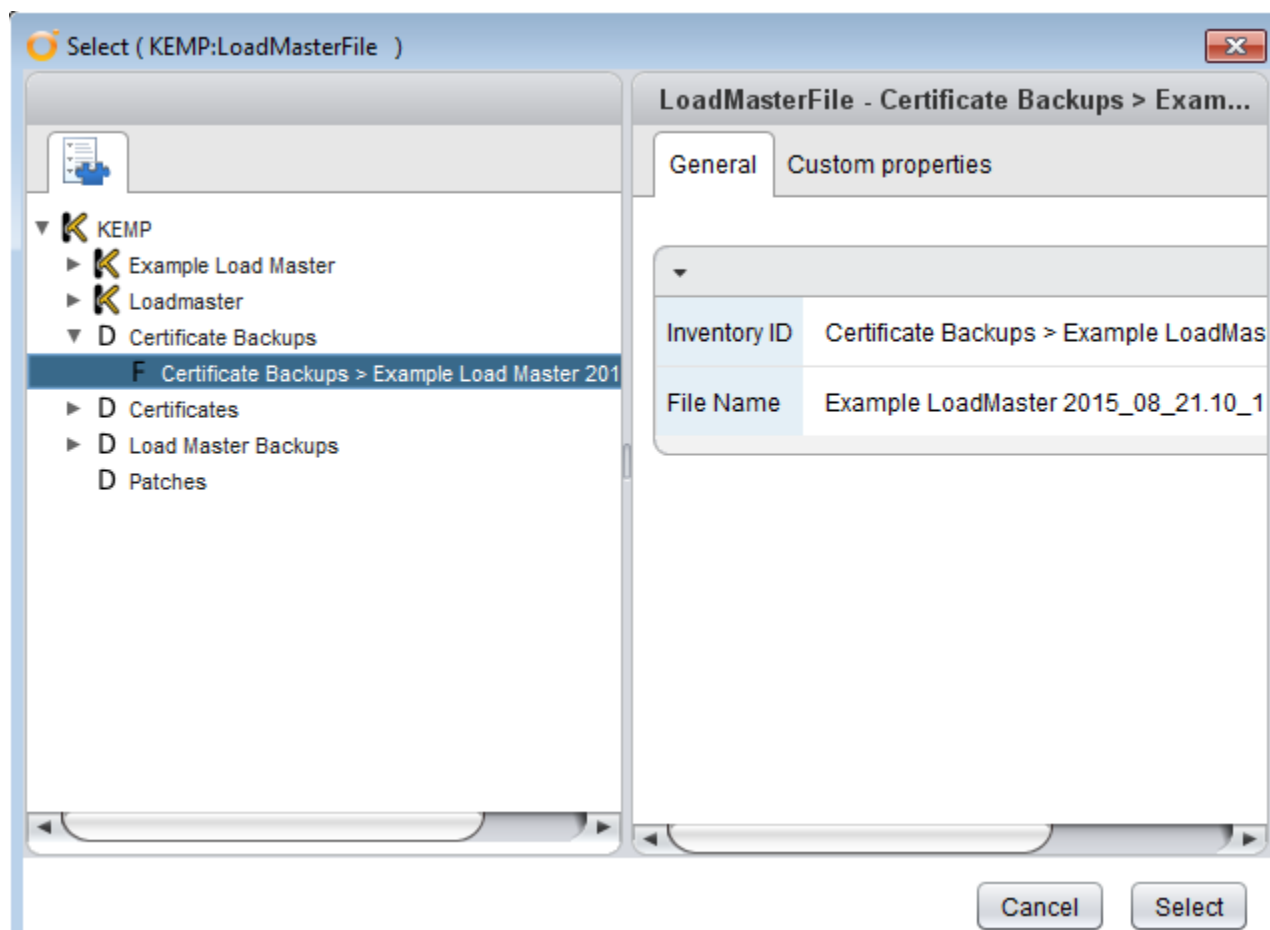 Select ( KEMP:LoadMasterFile )
LoadMasterFile - Certificate Backups > Exam...
General
Custom properties
KEMP
Example Load Master
Loadmaster
D Certificate Backups
F Certificate Backups > Example Load Master 201
D Certificates
D Load Master Backups
D Patches
Inventory ID
Certificate Backups > Example LoadMas
File Name
Example LoadMaster 2015_08_21.10_1
Cancel
Select